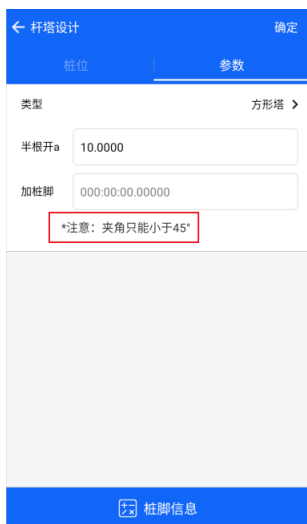 杆塔设计
确定
桩位
参数
类型
方形塔
半根开a
10.0000
加桩脚
000:00:00.00000
*注意：夹角只能小于45°
桩脚信息